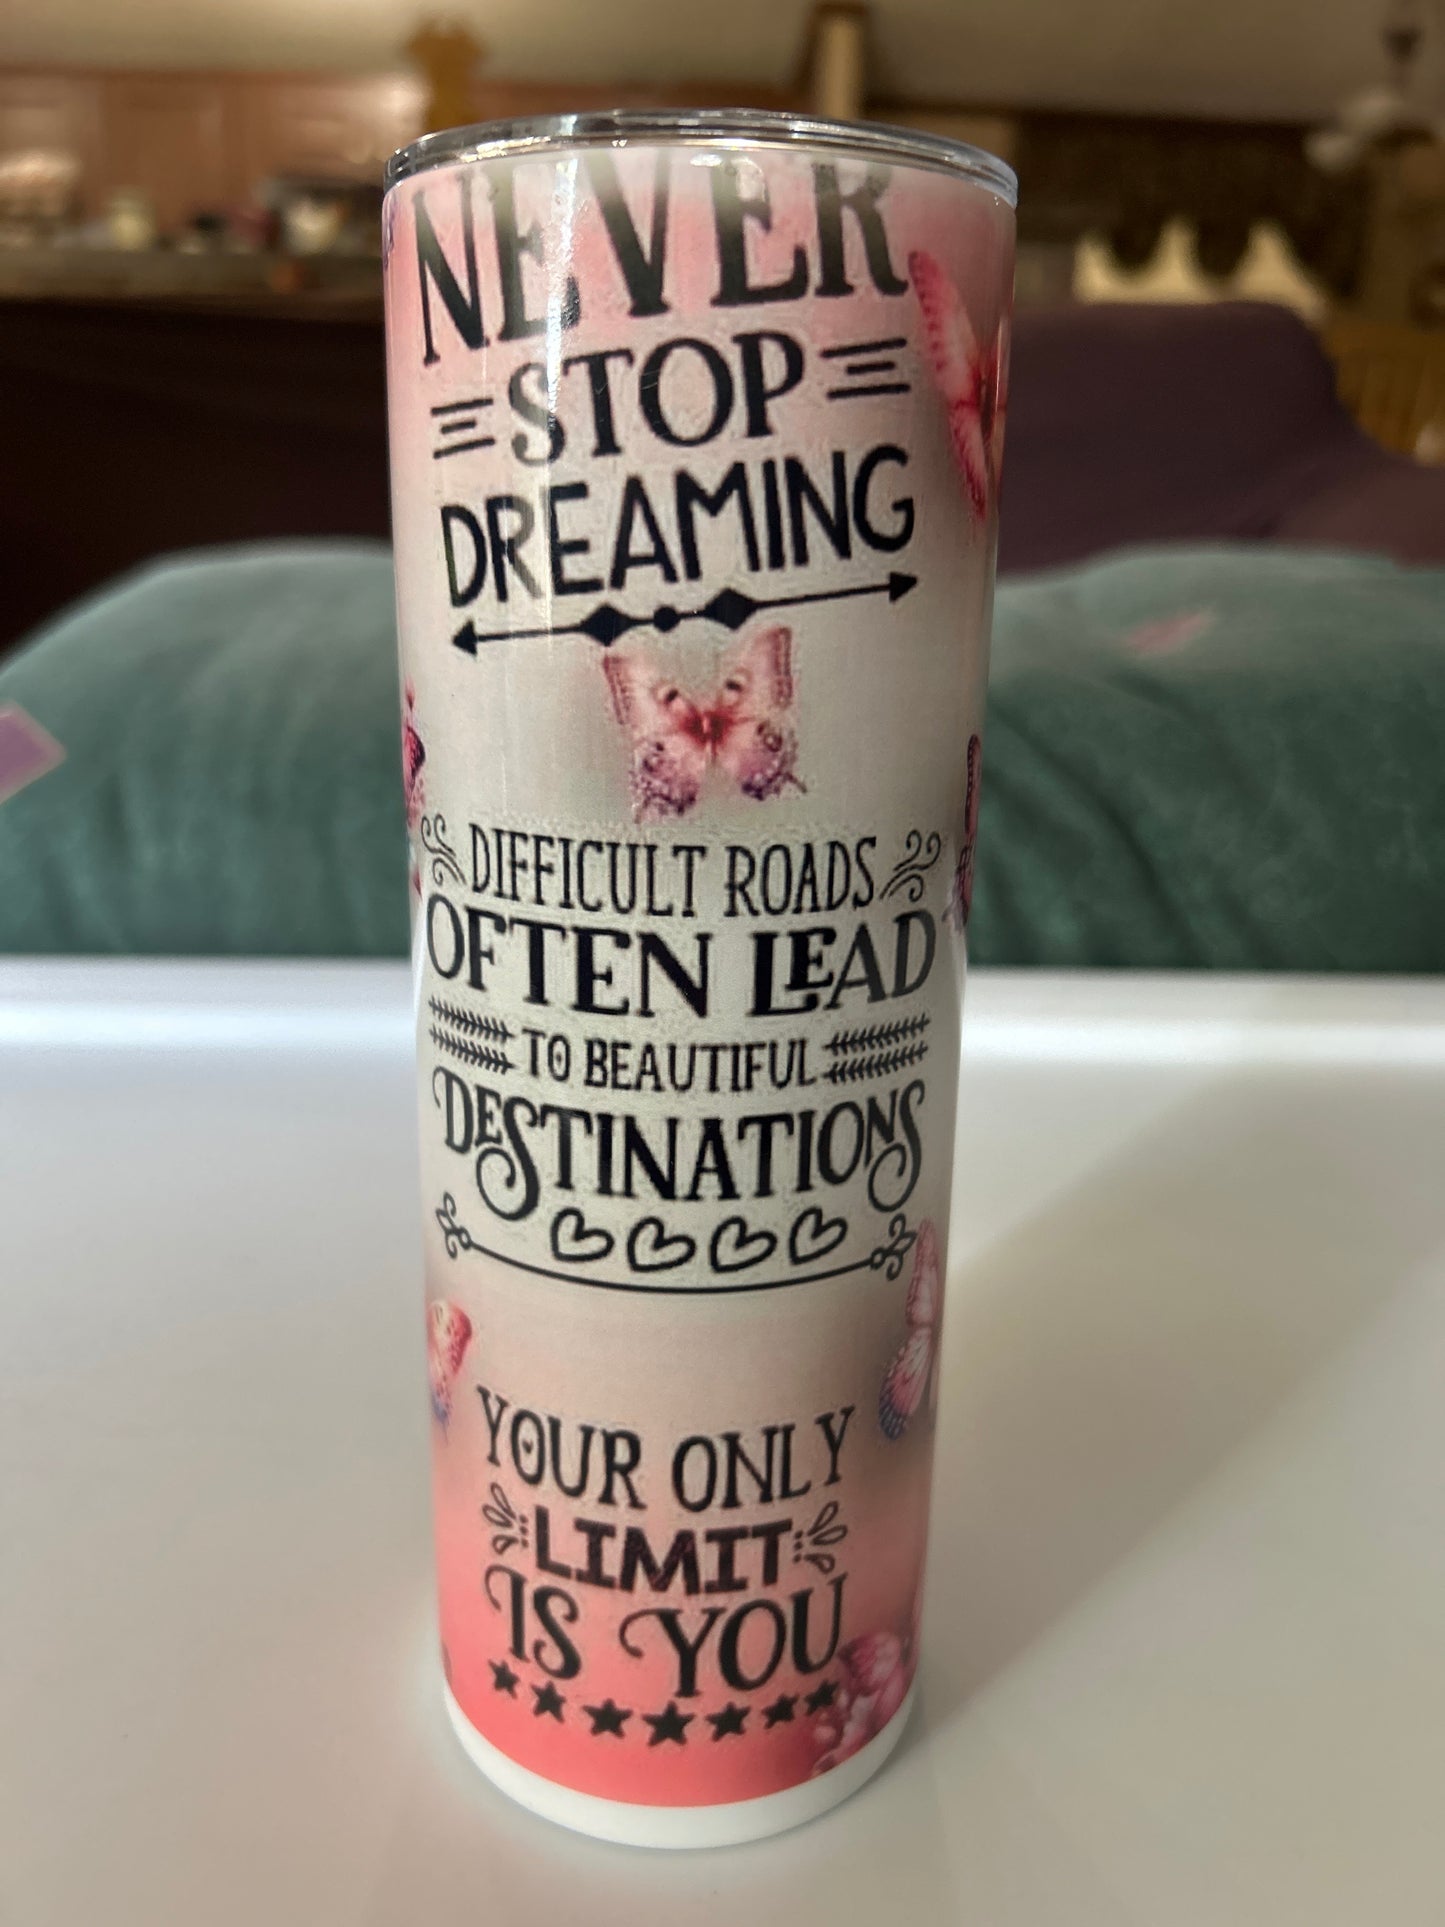 NEVER
STOP
DREAMING
DIFFICULT ROADS
OFTEN LEAD
TO BEAUTIFUL
DESTINATIONS
YOUR ONLY
LIMIT
IS YOU